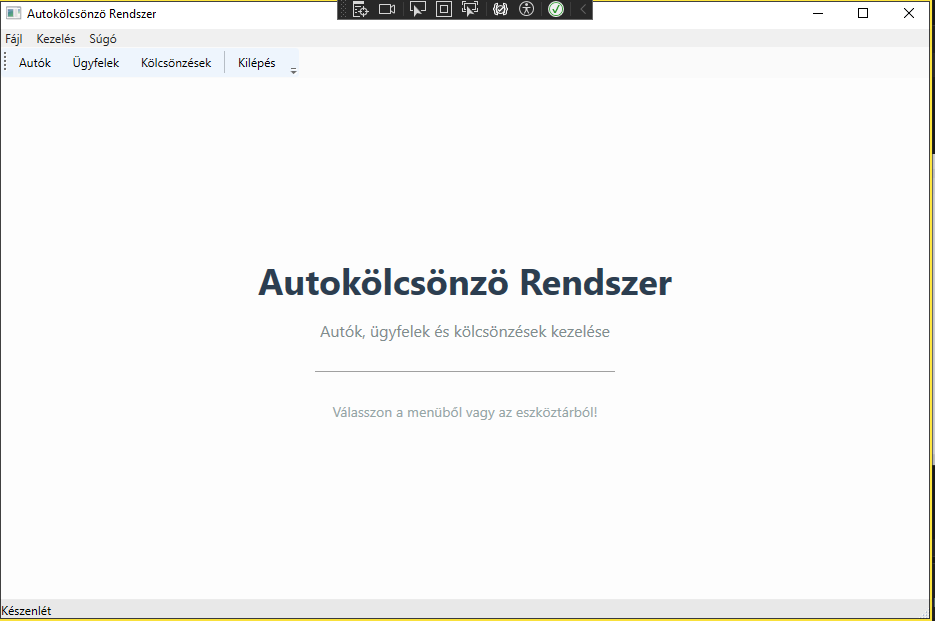 Autokölcsönzö Rendszer
Fájl Kezelés Súgó
Autók Ügyfelek Kölcsönzések Kilépés
Autokölcsönzö Rendszer
Autók, ügyfelek és kölcsönzések kezelése
Válasszon a menüből vagy az eszköztárból!
Készenlét